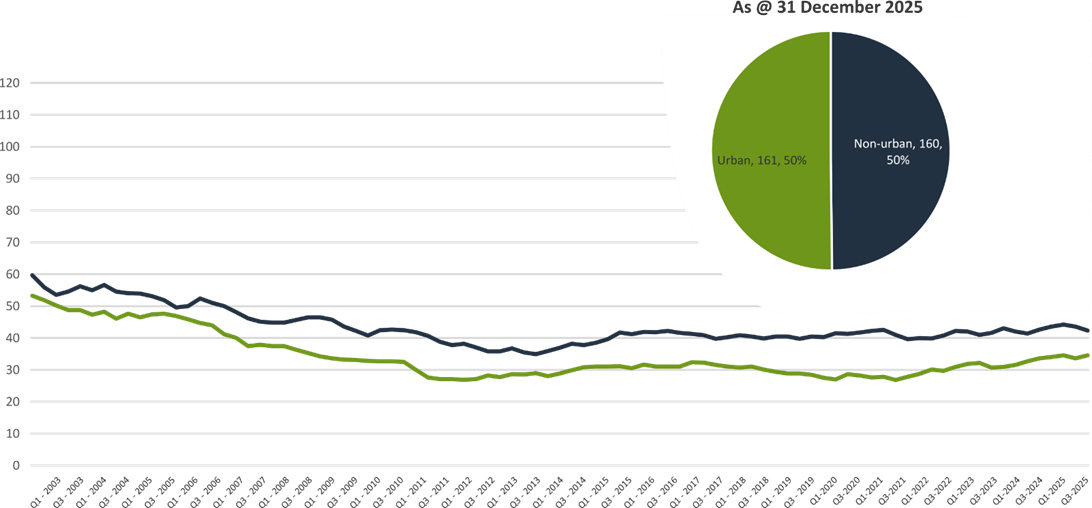 As @ 31 December 2025
120
110
100
90
80
70
60
50
40
30
20
10
0
Non-urban, 160,
50%
Urban, 161, 50%
Q1 - 2003
Q3 - 2003
Q1 - 2004
Q3 - 2004
Q1 - 2005
Q3 - 2005
Q1 - 2006
Q3 - 2006
Q1 - 2007
Q3 - 2007
Q1 - 2008
Q3 - 2008
Q1 - 2009
Q3 - 2009
Q1 - 2010
Q3 - 2010
Q1 - 2011
Q3 - 2011
Q1 - 2012
Q3 - 2012
Q1 - 2013
Q3 - 2013
Q1 - 2014
Q3 - 2014
Q1 - 2015
Q3 - 2015
Q1 - 2016
Q3 - 2016
Q1 - 2017
Q3 - 2017
Q1 - 2018
Q3 - 2018
Q1 - 2019
Q3 - 2019
Q1-2020
Q3-2020
Q1-2021
Q3-2021
Q1-2022
Q3-2022
Q1-2023
Q3-2023
Q1-2024
Q3-2024
Q1-2025
Q3-2025